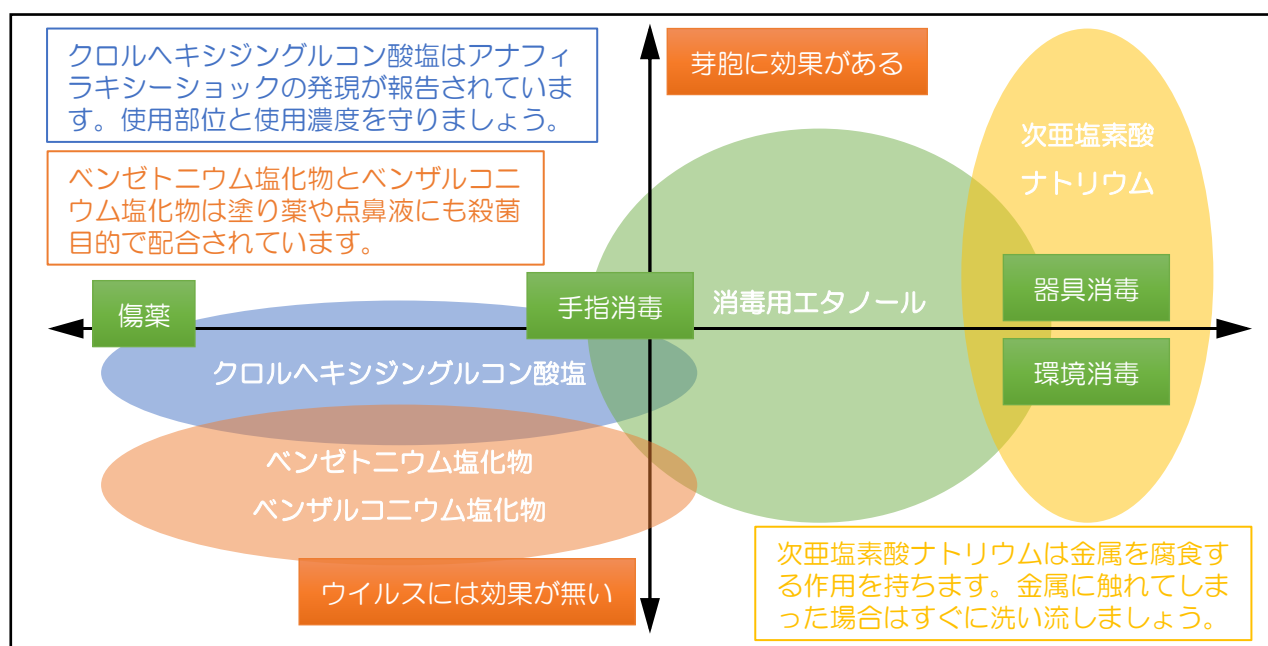 クロルヘキシジングルコン酸塩はアナフィ
ラキシーショックの発現が報告されていま
す。使用部位と使用濃度を守りましょう。
芽胞に効果がある
次亜塩素酸
ナトリウム
ベンゼトニウム塩化物とベンザルコニ
ウム塩化物は塗り薬や点鼻液にも殺菌
目的で配合されています。
傷薬
手指消毒
消毒用エタノール
器具消毒
クロルヘキシジングルコン酸塩
環境消毒
ベンゼトニウム塩化物
ベンザルコニウム塩化物
ウイルスには効果が無い
次亜塩素酸ナトリウムは金属を腐食す
る作用を持ちます。金属に触れてしま
った場合はすぐに洗い流しましょう。